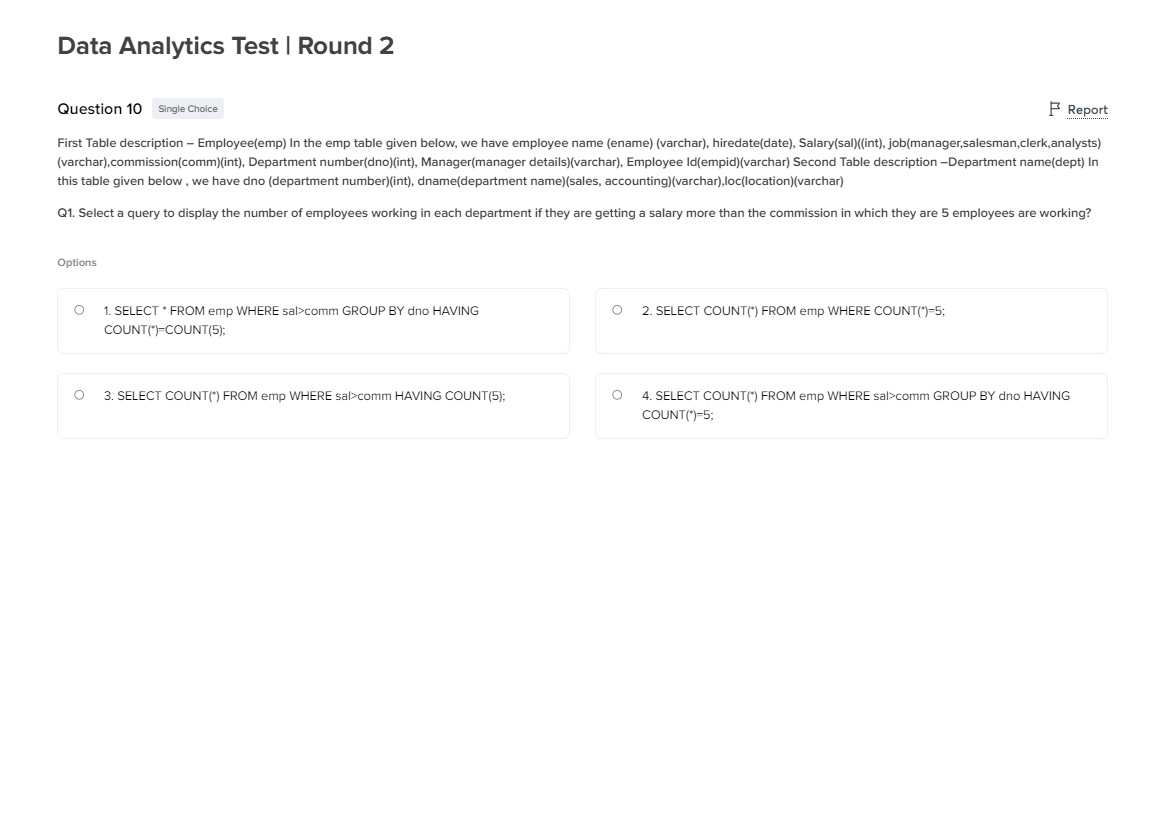 Data Analytics Test | Round 2
Question 10
Single Choice
Report
First Table description – Employee(emp) In the emp table given below, we have employee name (ename) (varchar), hiredate(date), Salary(sal)((int), job(manager,salesman,clerk,analysts)
(varchar),commission(comm)(int), Department number(dno)(int), Manager(manager details)(varchar), Employee Id(empid)(varchar) Second Table description –Department name(dept) In
this table given below , we have dno (department number)(int), dname(department name)(sales, accounting)(varchar),loc(location)(varchar)
Q1. Select a query to display the number of employees working in each department if they are getting a salary more than the commission in which they are 5 employees are working?
Options
1. SELECT * FROM emp WHERE sal>comm GROUP BY dno HAVING
COUNT(*)=COUNT(5);
2. SELECT COUNT(*) FROM emp WHERE COUNT(*)=5;
3. SELECT COUNT(*) FROM emp WHERE sal>comm HAVING COUNT(5);
4. SELECT COUNT(*) FROM emp WHERE sal>comm GROUP BY dno HAVING
COUNT(*)=5;